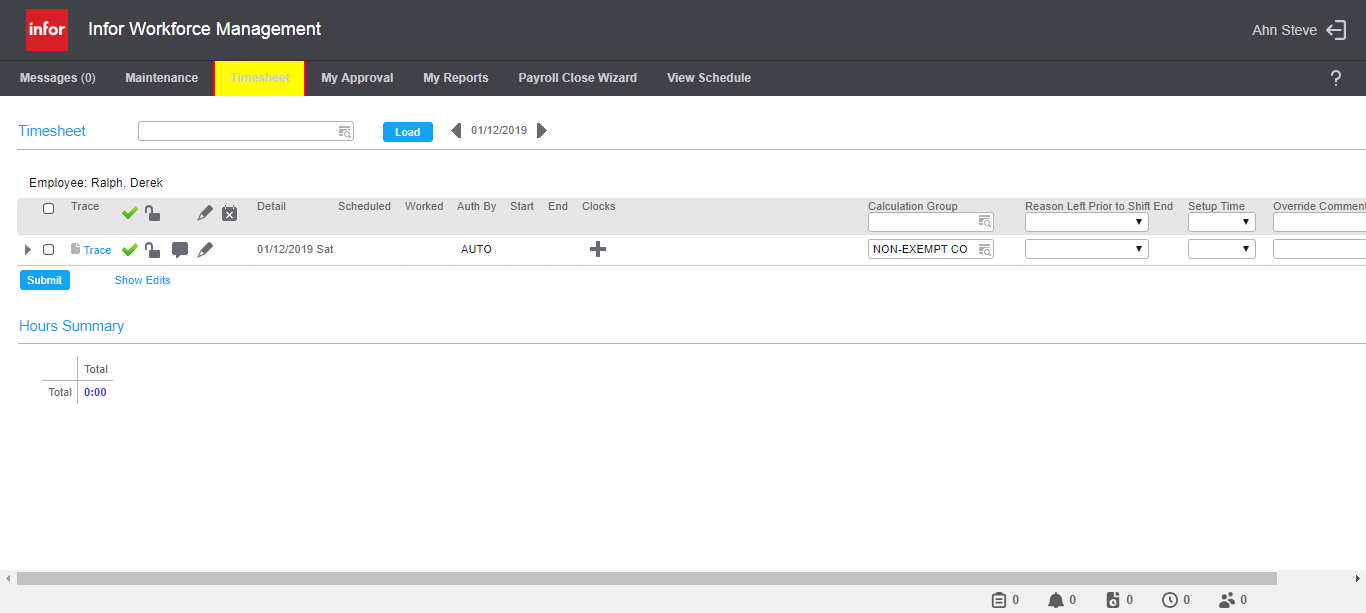 infor Infor Workforce Management Ahn Steve
Messages (0) Maintenance Timesheet My Approval My Reports Payroll Close Wizard View Schedule ?
Timesheet Load 01/12/2019
Employee: Ralph, Derek
Trace Detail Scheduled Worked Auth By Start End Clocks Calculation Group Reason Left Prior to Shift End Setup Time Override Comment
Trace 01/12/2019 Sat AUTO NON-EXEMPT CO
Submit Show Edits
Hours Summary
Total
Total 0:00
0 0 0 0 0